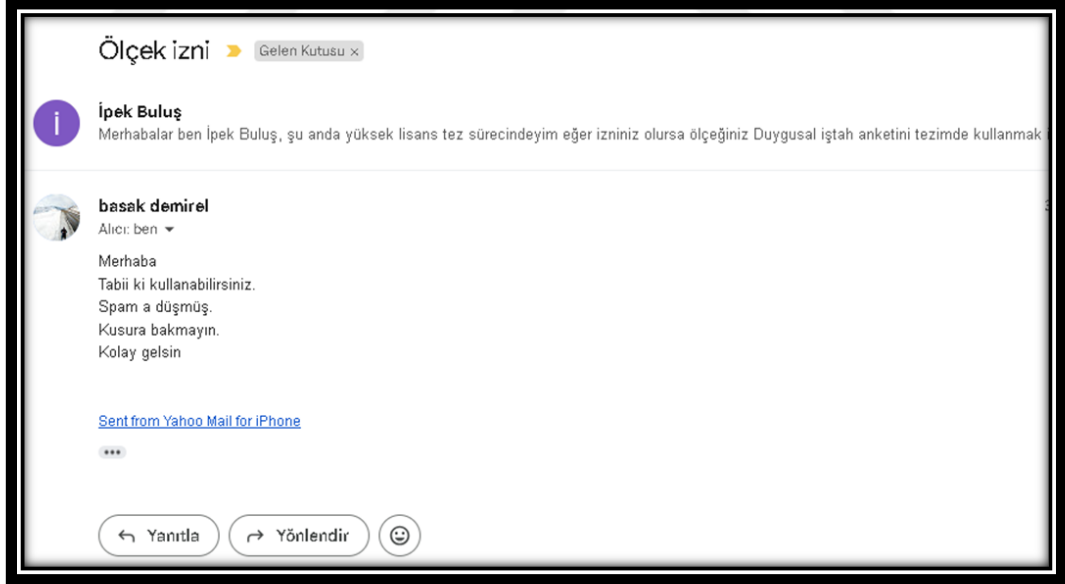 Ölçek izni Gelen Kutusu ×
İ
İpek Buluş
Merhabalar ben İpek Buluş, şu anda yüksek lisans tez sürecindeyim eğer izniniz olursa ölçeğiniz Duygusal iştah anketini tezimde kullanmak
basak demirel
Alıcı: ben
Merhaba
Tabii ki kullanabilirsiniz.
Spam a düşmüş.
Kusura bakmayın.
Kolay gelsin
Sent from Yahoo Mail for iPhone
•••
Yanıtla Yönlendir